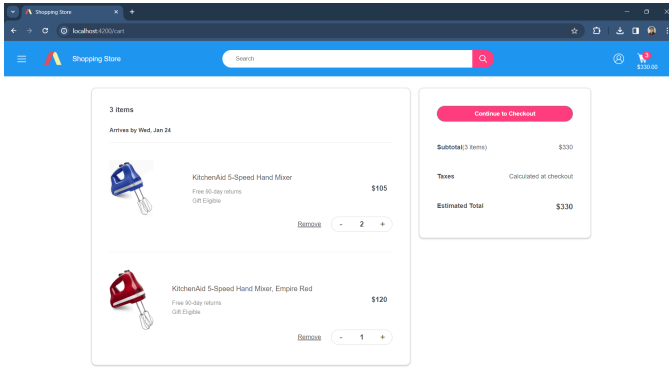 Shopping Store
localhost:4200/cart
Shopping Store
Search
3
$330.00
3 items
Arrives by Wed, Jan 24
KitchenAid 5-Speed Hand Mixer
Free 90-day returns
Gift Eligible
$105
Remove - 2 +
KitchenAid 5-Speed Hand Mixer, Empire Red
Free 90-day returns
Gift Eligible
$120
Remove - 1 +
Continue to Checkout
Subtotal(3 items) $330
Taxes Calculated at checkout
Estimated Total $330